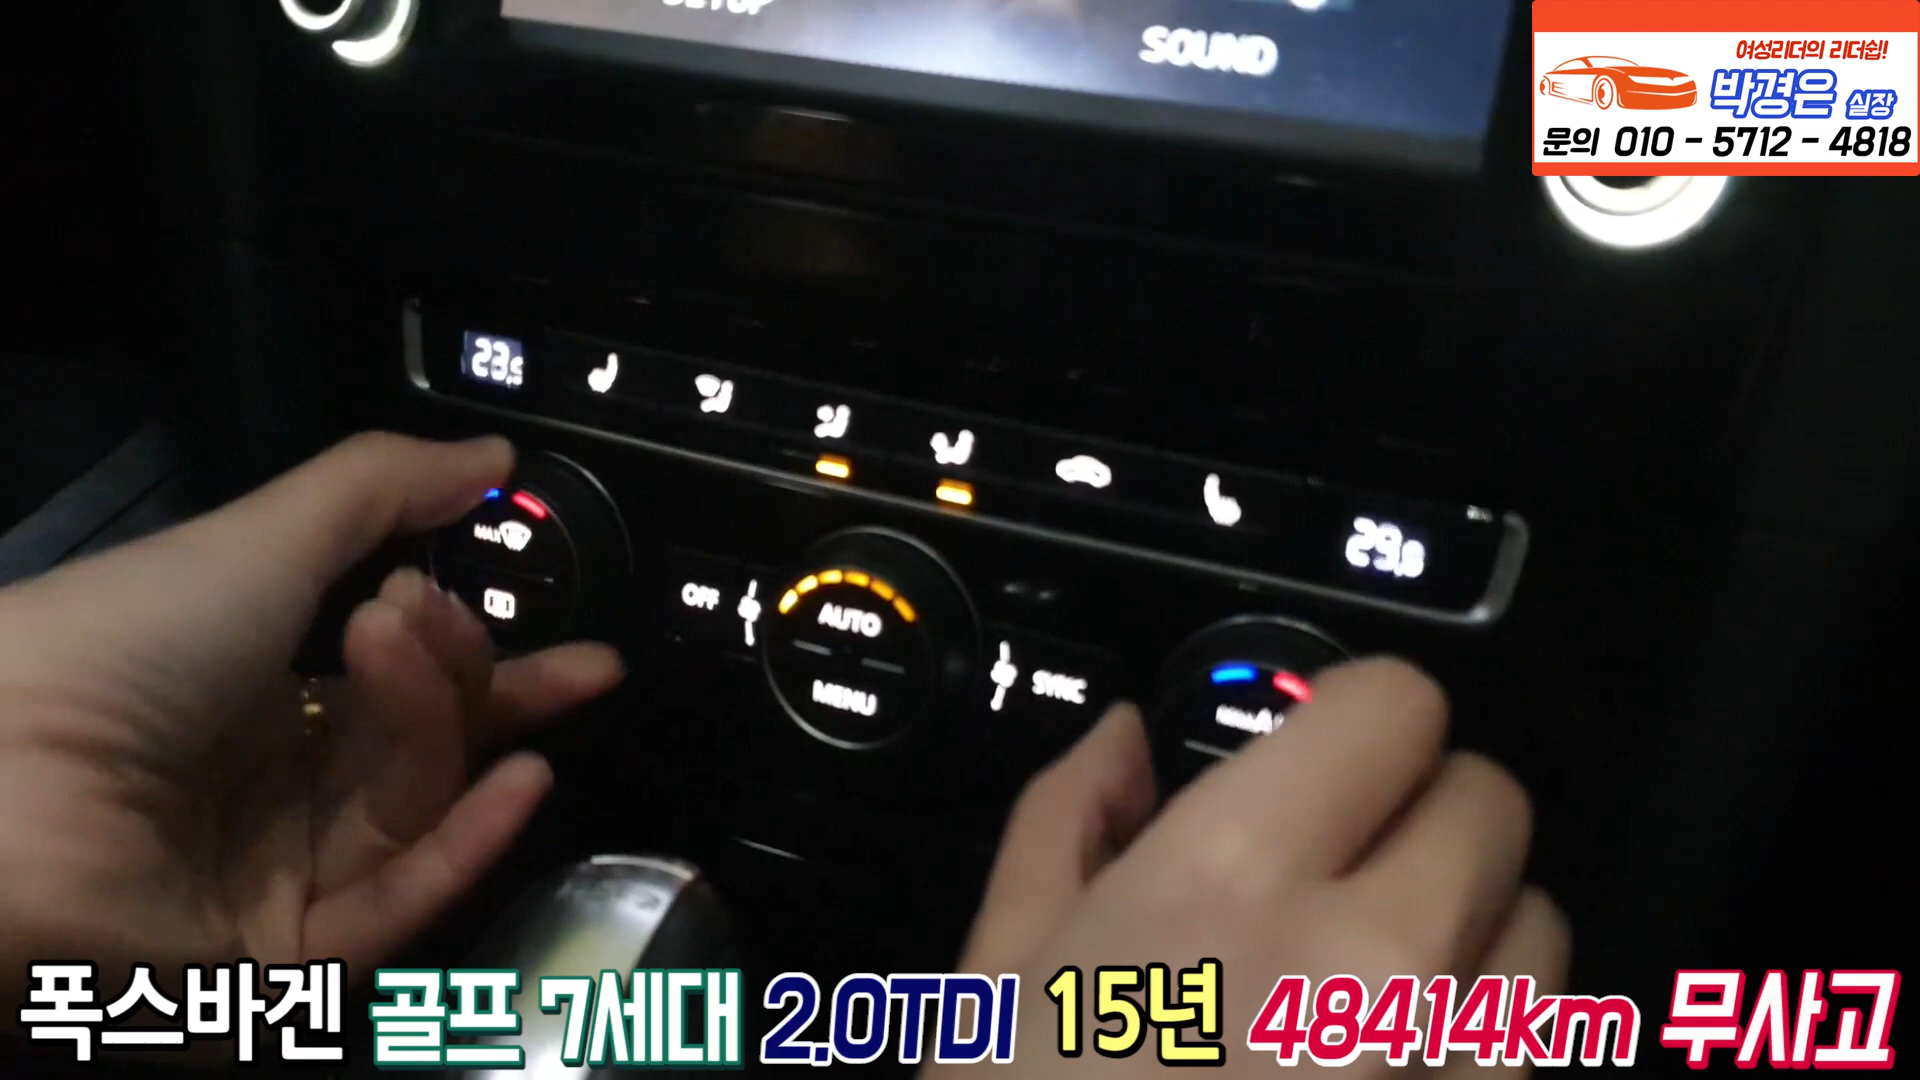 SETUP
SOUND
여성리더의 리더쉽!
박경은 실장
문의 010 - 5712 - 4818
23.5
MAX
OFF
AUTO
MENU
SYNC
폭스바겐 골프 7세대 2.0TDI 15년 48414km 무사고